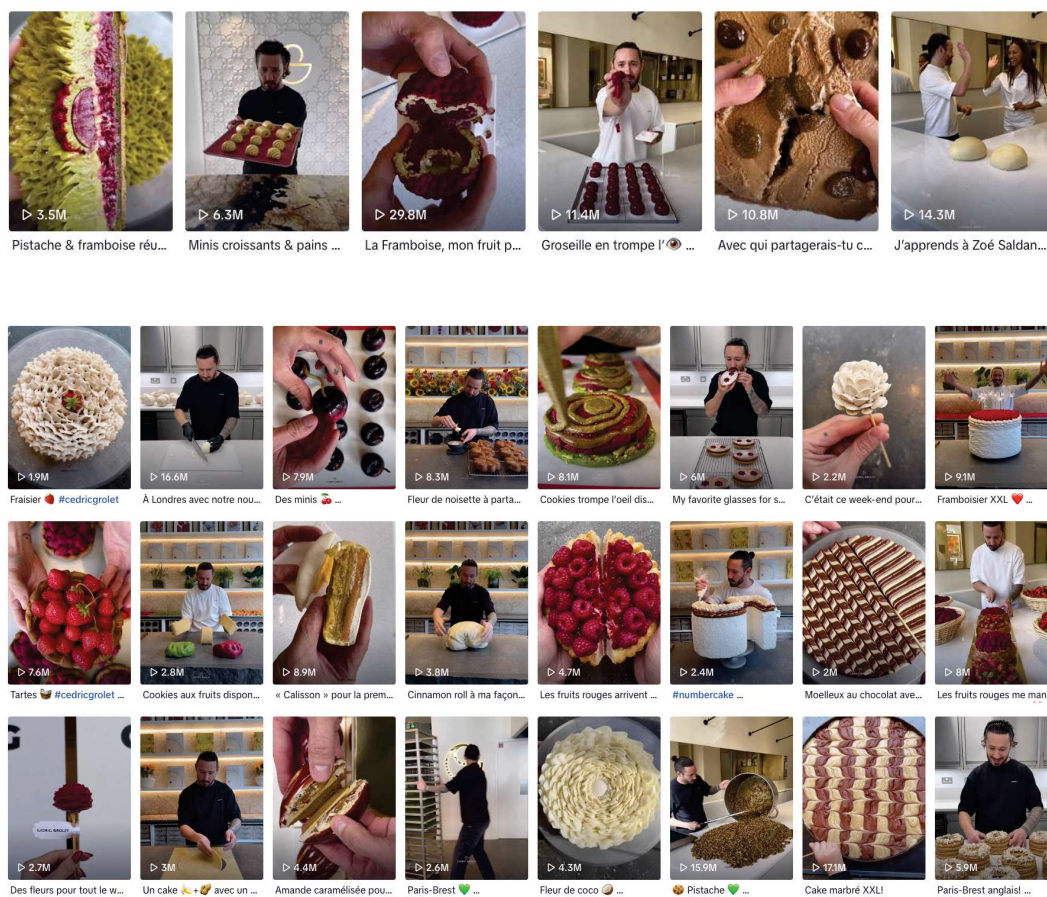 3.5M
6.3M
29.8M
11.4M
10.8M
14.3M
Pistache & framboise réu...
Minis croissants & pains ...
La Framboise, mon fruit p...
Groseille en trompe l'👁 ...
Avec qui partagerais-tu c...
J'apprends à Zoé Saldan...
1.9M
16.6M
7.9M
8.3M
8.1M
6M
2.2M
9.1M
Fraisier 🍓 #cedricgrolet
À Londres avec notre nou...
Des minis 🍒 ...
Fleur de noisette à parta...
Cookies trompe l'oeil dis...
My favorite glasses for s...
C'était ce week-end pour...
Framboisier XXL ❤️ ...
7.6M
2.8M
8.9M
3.8M
4.7M
2.4M
2M
8M
Tartes 🧺 #cedricgrolet ...
Cookies aux fruits dispon...
« Calisson » pour la prem...
Cinnamon roll à ma façon...
Les fruits rouges arrivent ...
#numbercake ...
Moelleux au chocolat ave...
Les fruits rouges me man
2.7M
3M
4.4M
2.6M
4.3M
15.9M
17.1M
5.9M
Des fleurs pour tout le w...
Un cake 🍌+🥜 avec un ...
Amande caramélisée pou...
Paris-Brest 💚 ...
Fleur de coco 🥥 ...
🍪 Pistache 💚 ...
Cake marbré XXL!
Paris-Brest anglais! ...